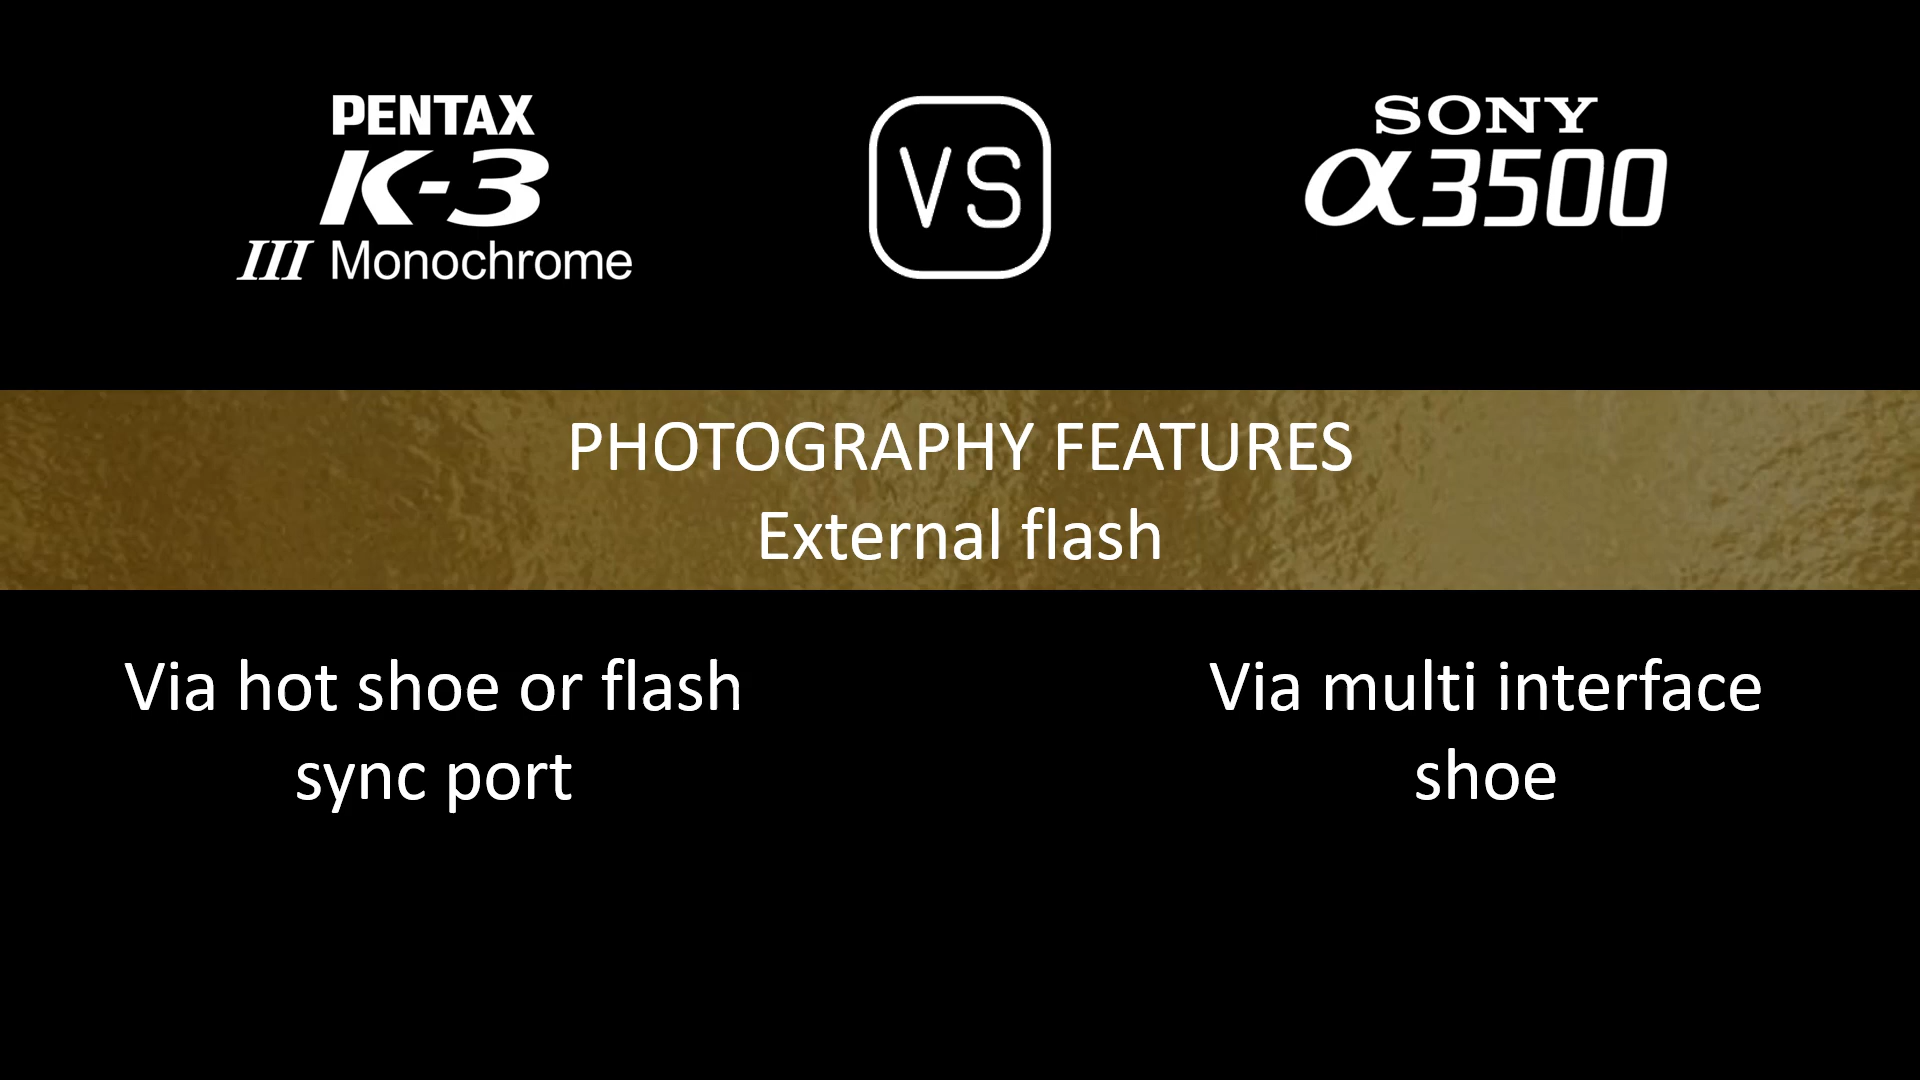 PENTAX
K-3
III Monochrome
VS
SONY
α3500
PHOTOGRAPHY FEATURES
External flash
Via hot shoe or flash
sync port
Via multi interface
shoe